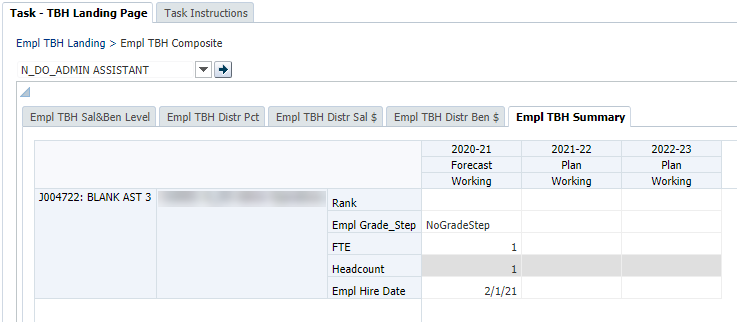 Task - TBH Landing Page Task Instructions
Empl TBH Landing > Empl TBH Composite
N_DO_ADMIN ASSISTANT
Empl TBH Sal&Ben Level Empl TBH Distr Pct Empl TBH Distr Sal $ Empl TBH Distr Ben $ Empl TBH Summary
2020-21 2021-22 2022-23
Forecast Plan Plan
Working Working Working
J004722: BLANK AST 3 Rank
Empl Grade_Step NoGradeStep
FTE 1
Headcount 1
Empl Hire Date 2/1/21